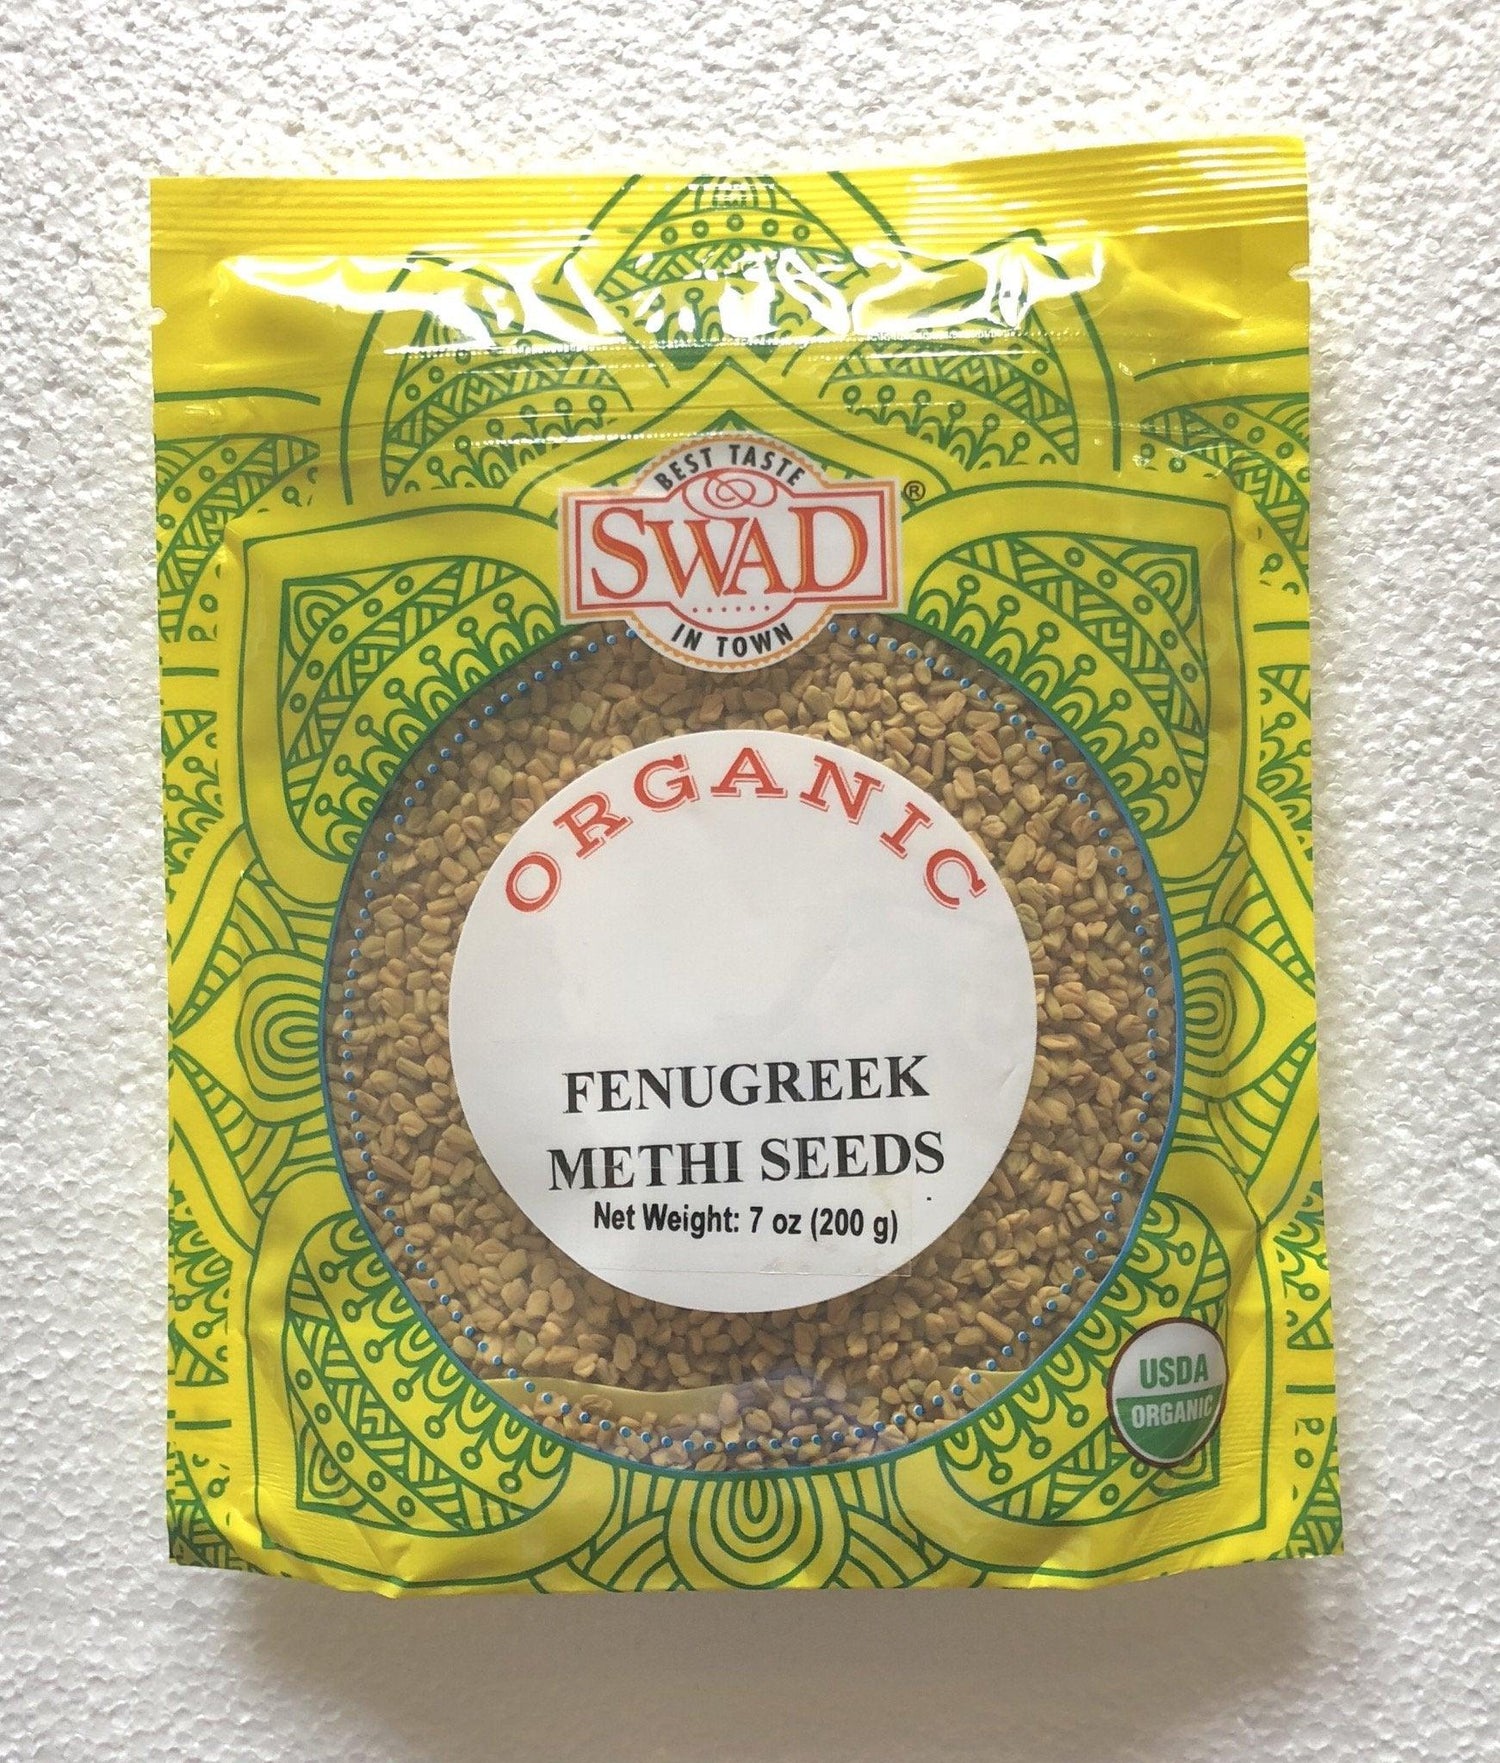 BEST TASTE
SWAD®
IN TOWN
ORGANIC
FENUGREEK
METHI SEEDS
Net Weight: 7 oz (200 g)
USDA
ORGANIC